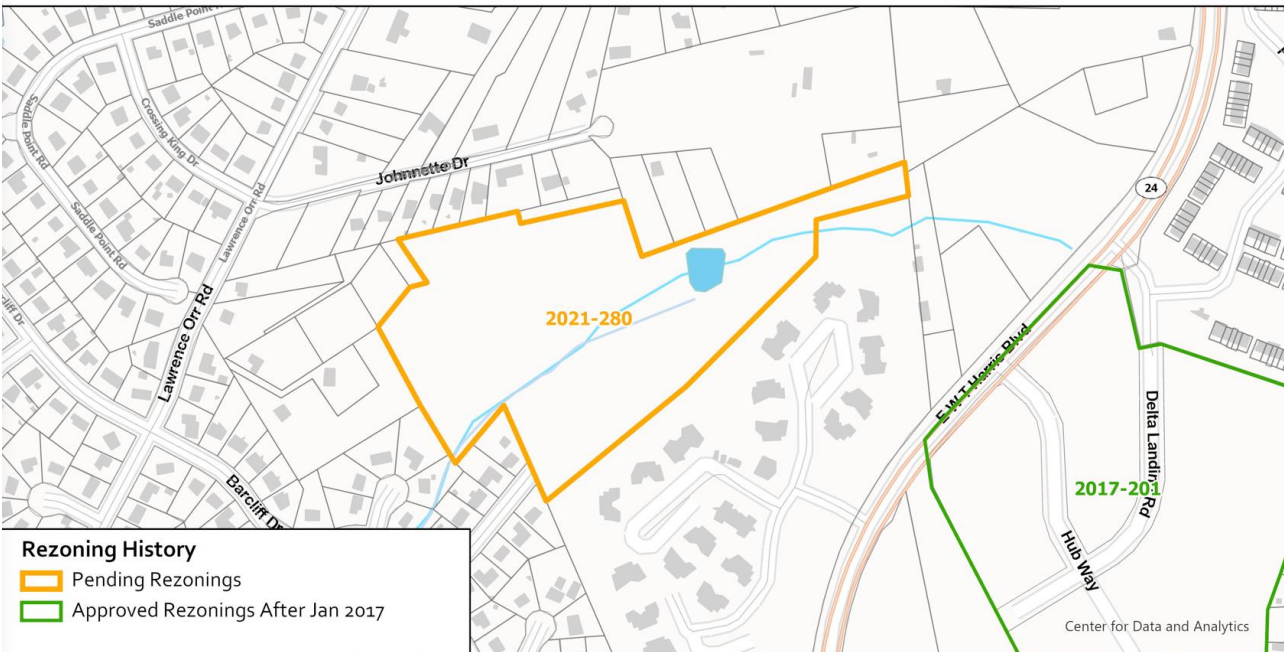 Saddle Point R
Saddle Point Rd
Crossing King Dr
Johnnette Dr
Lawrence Orr Rd
24
Saddle Point Rd
Lawrence Orr Rd
2021-280
E W T Harris Blvd
Delta Landing Rd
Barcliff Dr
2017-201
Hub Way
Rezoning History
Pending Rezonings
Approved Rezonings After Jan 2017
Center for Data and Analytics